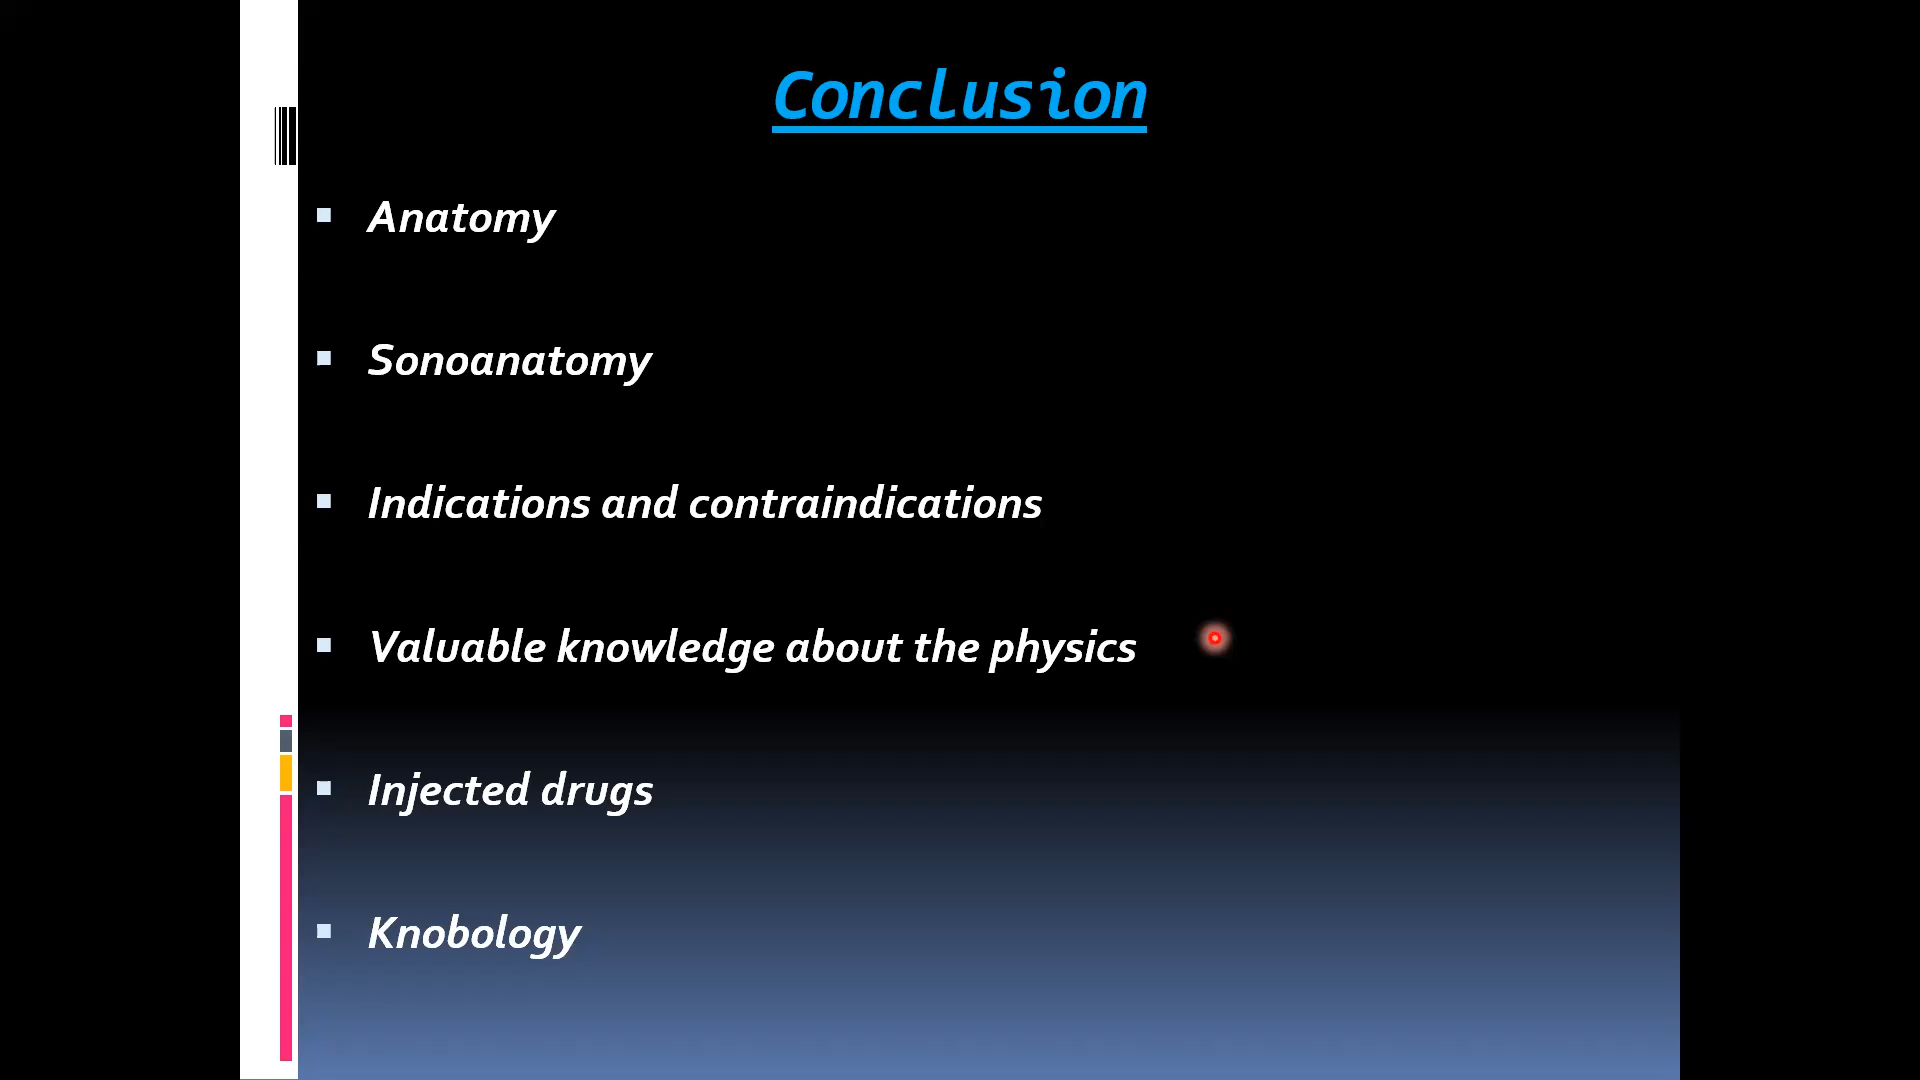 Conclusion
Anatomy
Sonoanatomy
Indications and contraindications
Valuable knowledge about the physics
Injected drugs
Knobology